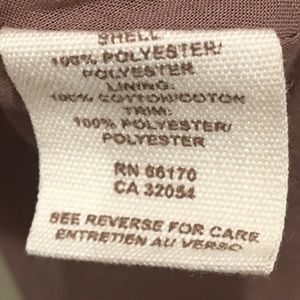 SHELL:
100% POLYESTER/
POLYESTER
LINING:
100% COTTON/COTON
TRIM:
100% POLYESTER/
POLYESTER
RN 66170
CA 32054
SEE REVERSE FOR CARE
ENTRETIEN AU VERSO